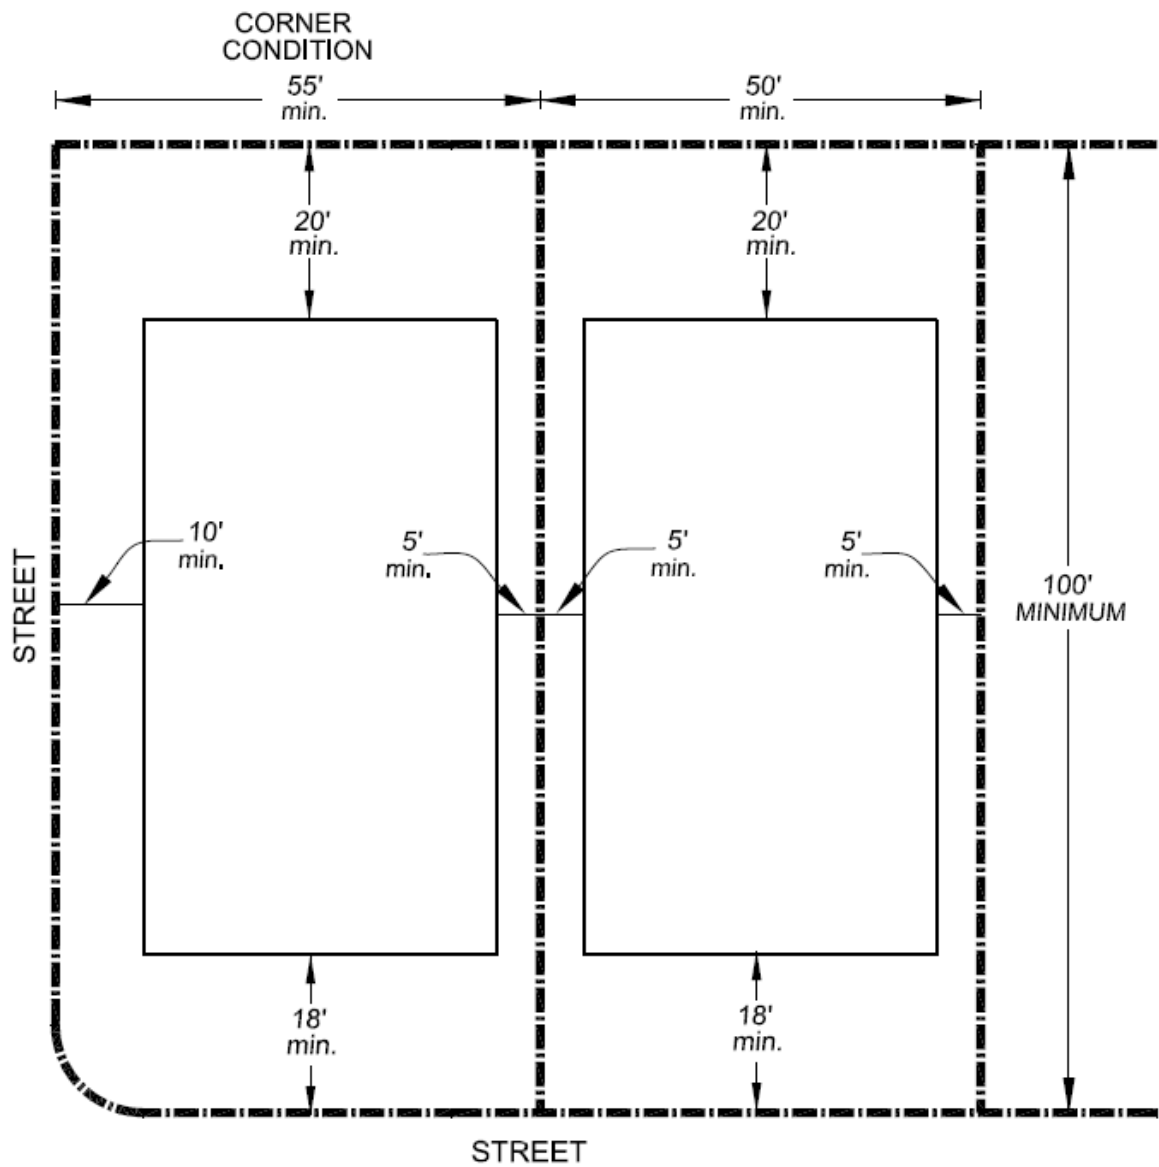 CORNER
CONDITION
55'
min.
50'
min.
20'
min.
20'
min.
10'
min.
5'
min.
5'
min.
5'
min.
STREET
100'
MINIMUM
18'
min.
18'
min.
STREET